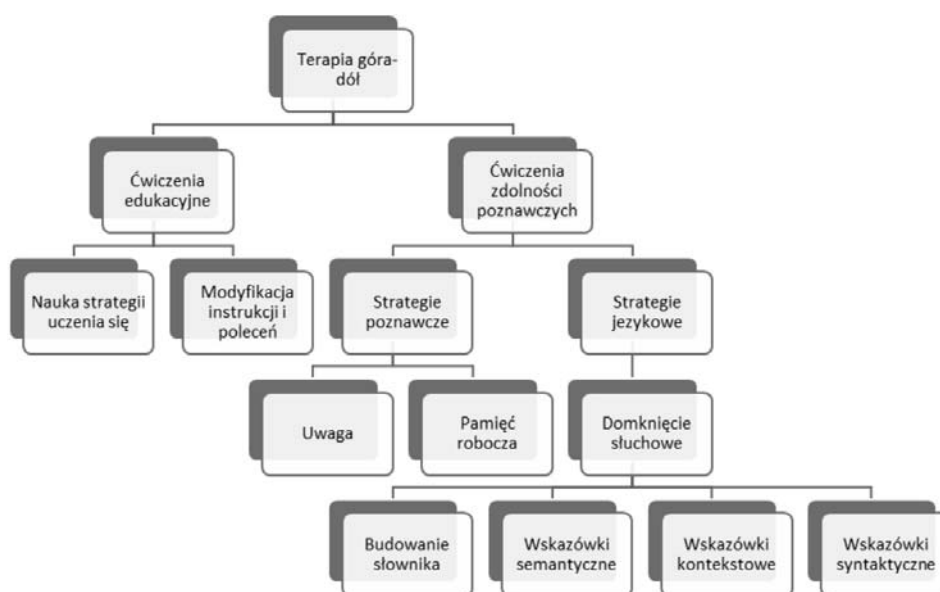 Terapia góra-
dół
Ćwiczenia
edukacyjne
Ćwiczenia
zdolności
poznawczych
Nauka strategii
uczenia się
Modyfikacja
instrukcji i
poleceń
Strategie
poznawcze
Strategie
jezykowe
Uwaga
Pamięć
robocza
Domknięcie
słuchowe
Budowanie
słownika
Wskazówki
semantyczne
Wskazówki
kontekstowe
Wskazówki
syntaktyczne